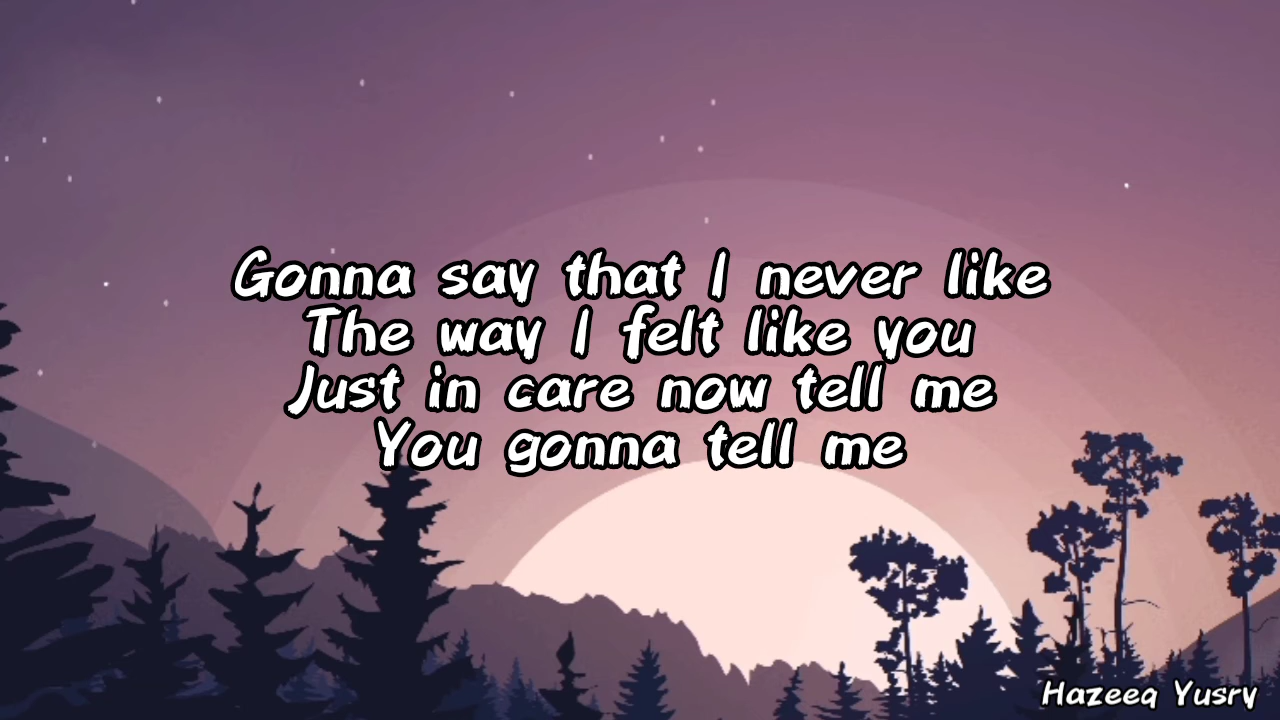 Gonna say that I never like
The way I felt like you
Just in care now tell me
You gonna tell me
Hazeeq Yusry